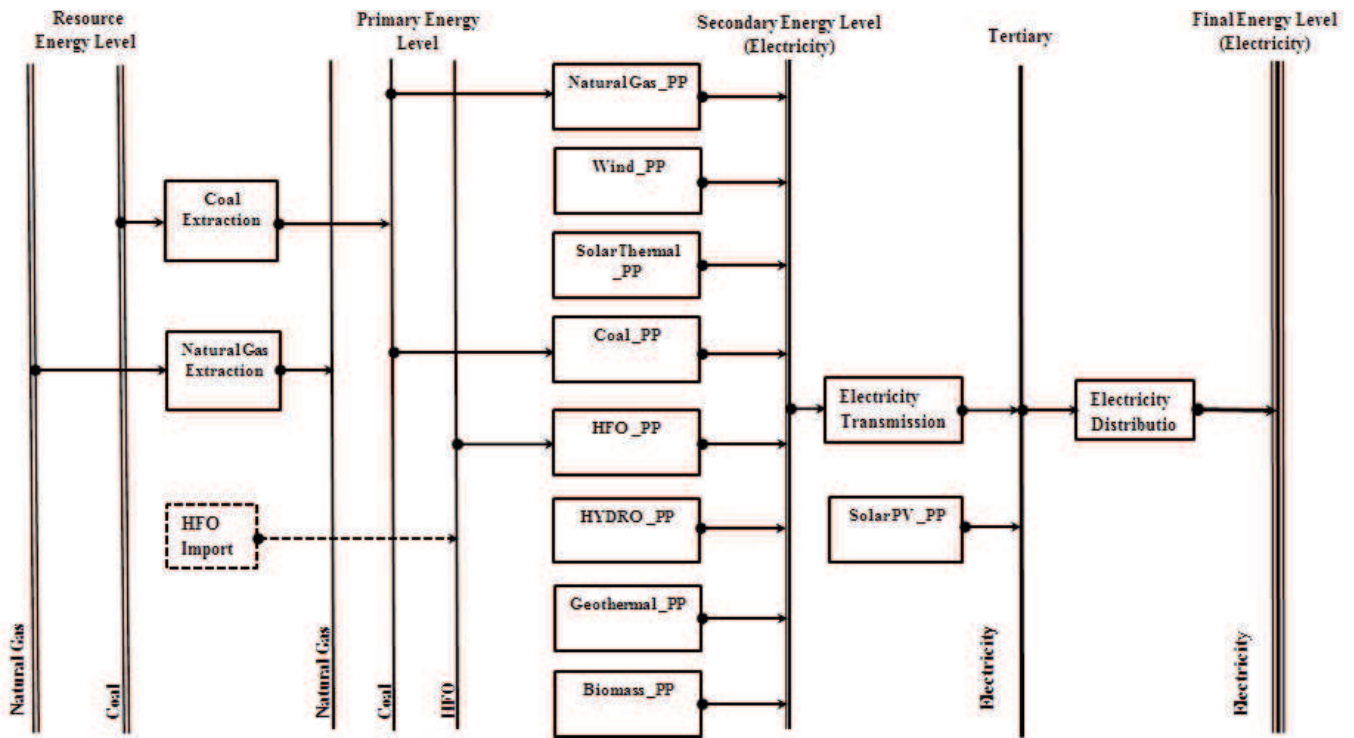 Resource
Energy Level
Primary Energy
Level
Secondary Energy Level
(Electricity)
Tertiary
Final Energy Level
(Electricity)
NaturalGas_PP
Wind_PP
Coal
Extraction
SolarThermal
_PP
Natural Gas
Extraction
Coal_PP
Electricity
Transmission
Electricity
Distributio
HFO_PP
HFO
Import
HYDRO_PP
SolarPV_PP
Geothermal_PP
Biomass_PP
Natural Gas
Coal
Natural Gas
Coal
HFO
Electricity
Electricity